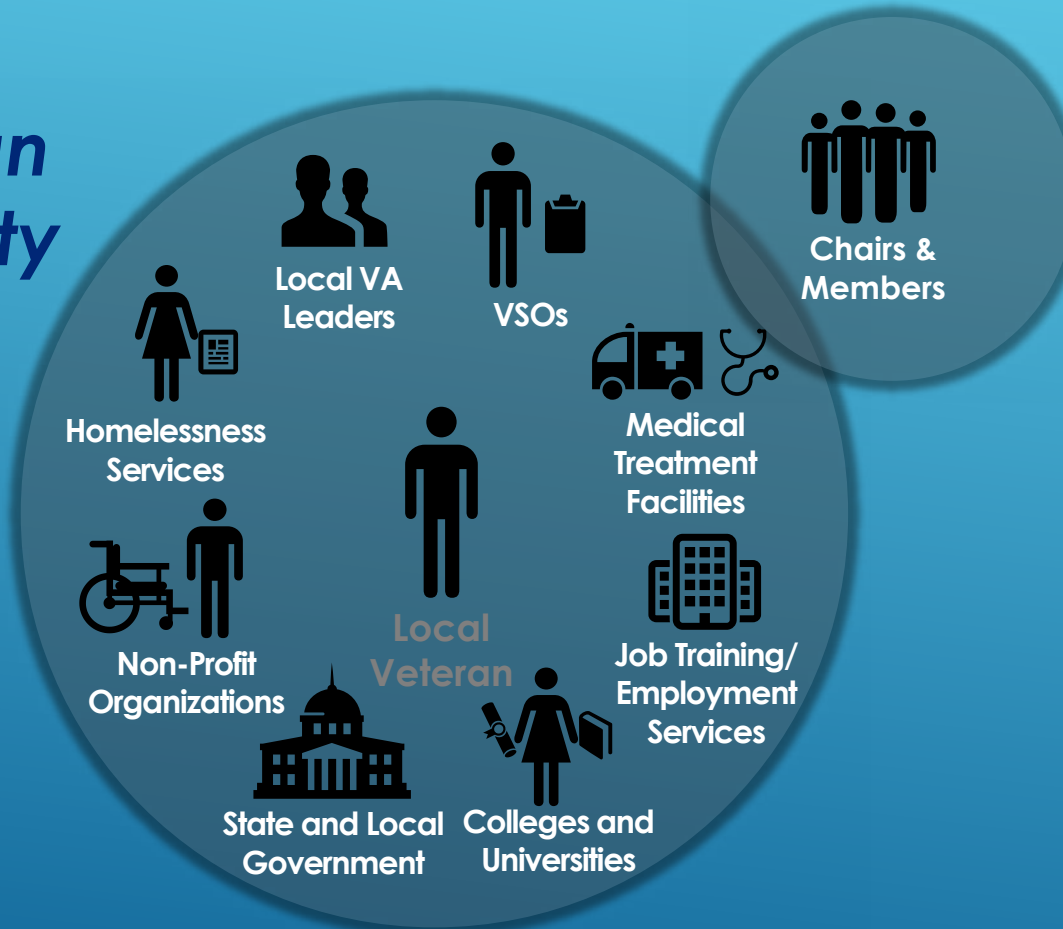 Chairs &
Members
Local VA
Leaders
VSOs
Homelessness
Services
Medical
Treatment
Facilities
Local
Veteran
Non-Profit
Organizations
Job Training/
Employment
Services
State and Local
Government
Colleges and
Universities